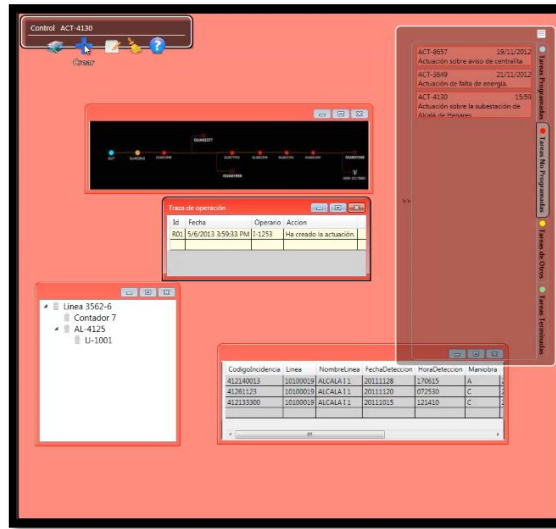 Control ACT-4130
Crear
ACT-8657 19/11/2012
Actuación sobre aviso de centralita
ACT-3849 21/11/2012
Actuación de falta de energía.
ACT-4130 15:59
Actuación sobre la subestación de
Alcalá de Henares
Tareas Programadas
Tareas No Programadas
Tareas de Otros
Tareas Terminadas
>>
Traza de operación
Id Fecha Operario Accion
R01 5/6/2013 3:59:33 PM I-1253 Ha creado la actuación.
Linea 3562-6
Contador 7
AL-4125
U-1001
CodigoIncidencia Linea NombreLinea FechaDeteccion HoraDeteccion Maniobra
412140013 10100019 ALCALA I 1 20111128 170615 A
41261123 10100019 ALCALA I 1 20111120 072530 C
412133300 10100019 ALCALA I 1 20111015 121410 C